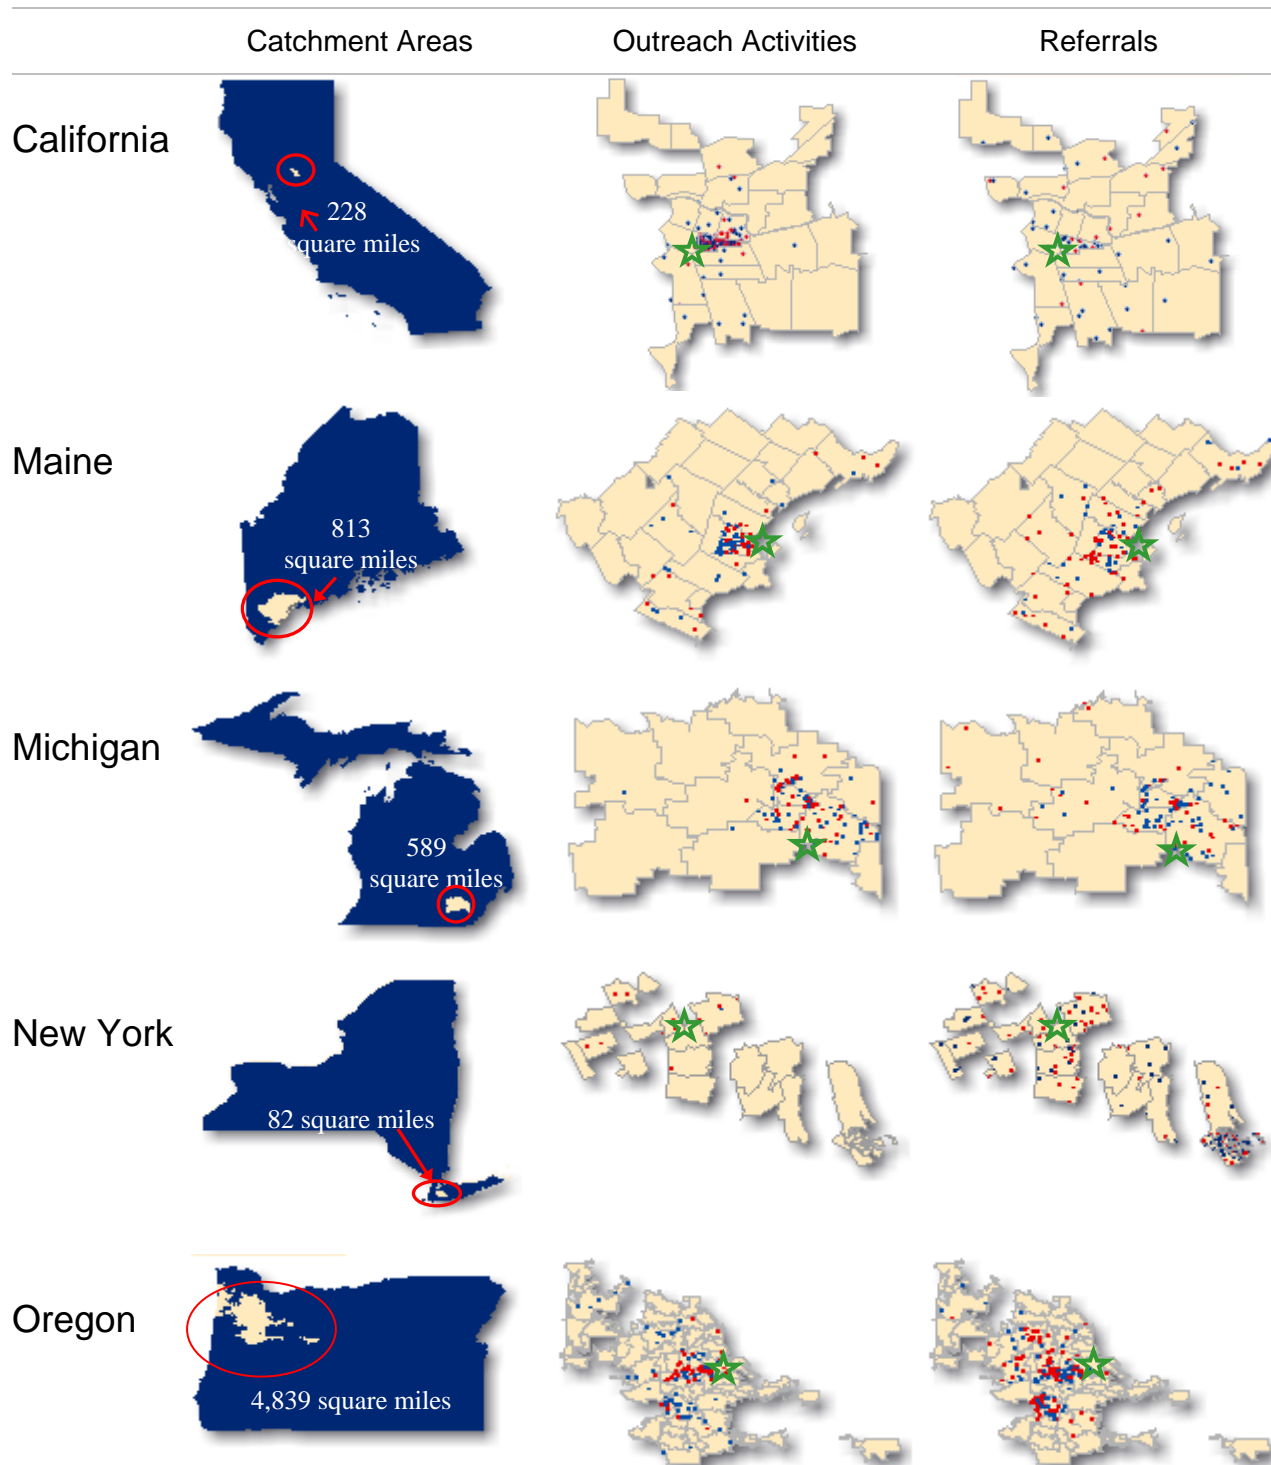 Catchment Areas
Outreach Activities
Referrals
California
228
square miles
Maine
813
square miles
Michigan
589
square miles
New York
82 square miles
Oregon
4,839 square miles